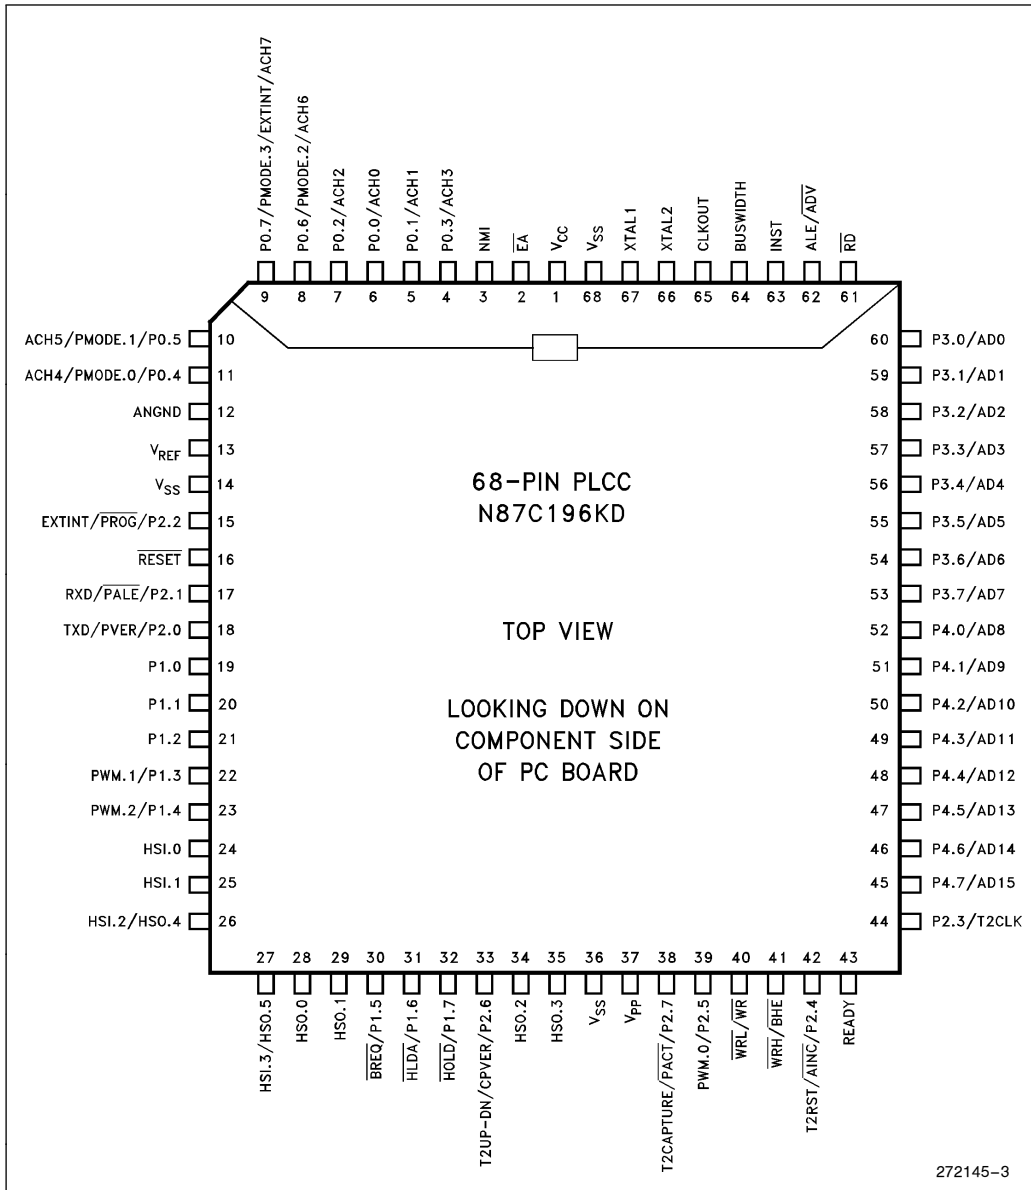 P0.7/PMODE.3/EXTINT/ACH7
P0.6/PMODE.2/ACH6
P0.2/ACH2
P0.0/ACH0
P0.1/ACH1
P0.3/ACH3
NMI
EA
VCC
VSS
XTAL1
XTAL2
CLKOUT
BUSWIDTH
INST
ALE/ADV
RD
9 8 7 6 5 4 3 2 1 68 67 66 65 64 63 62 61
ACH5/PMODE.1/P0.5 10
ACH4/PMODE.0/P0.4 11
ANGND 12
VREF 13
VSS 14
EXTINT/PROG/P2.2 15
RESET 16
RXD/PALE/P2.1 17
TXD/PVER/P2.0 18
P1.0 19
P1.1 20
P1.2 21
PWM.1/P1.3 22
PWM.2/P1.4 23
HSI.0 24
HSI.1 25
HSI.2/HSO.4 26
68-PIN PLCC
N87C196KD
TOP VIEW
LOOKING DOWN ON
COMPONENT SIDE
OF PC BOARD
60 P3.0/AD0
59 P3.1/AD1
58 P3.2/AD2
57 P3.3/AD3
56 P3.4/AD4
55 P3.5/AD5
54 P3.6/AD6
53 P3.7/AD7
52 P4.0/AD8
51 P4.1/AD9
50 P4.2/AD10
49 P4.3/AD11
48 P4.4/AD12
47 P4.5/AD13
46 P4.6/AD14
45 P4.7/AD15
44 P2.3/T2CLK
27 28 29 30 31 32 33 34 35 36 37 38 39 40 41 42 43
HSI.3/HSO.5
HSO.0
HSO.1
BREQ/P1.5
HLDA/P1.6
HOLD/P1.7
T2UP-DN/CPVER/P2.6
HSO.2
HSO.3
VSS
VPP
T2CAPTURE/PACT/P2.7
PWM.0/P2.5
WRL/WR
WRH/BHE
T2RST/AINC/P2.4
READY
272145-3